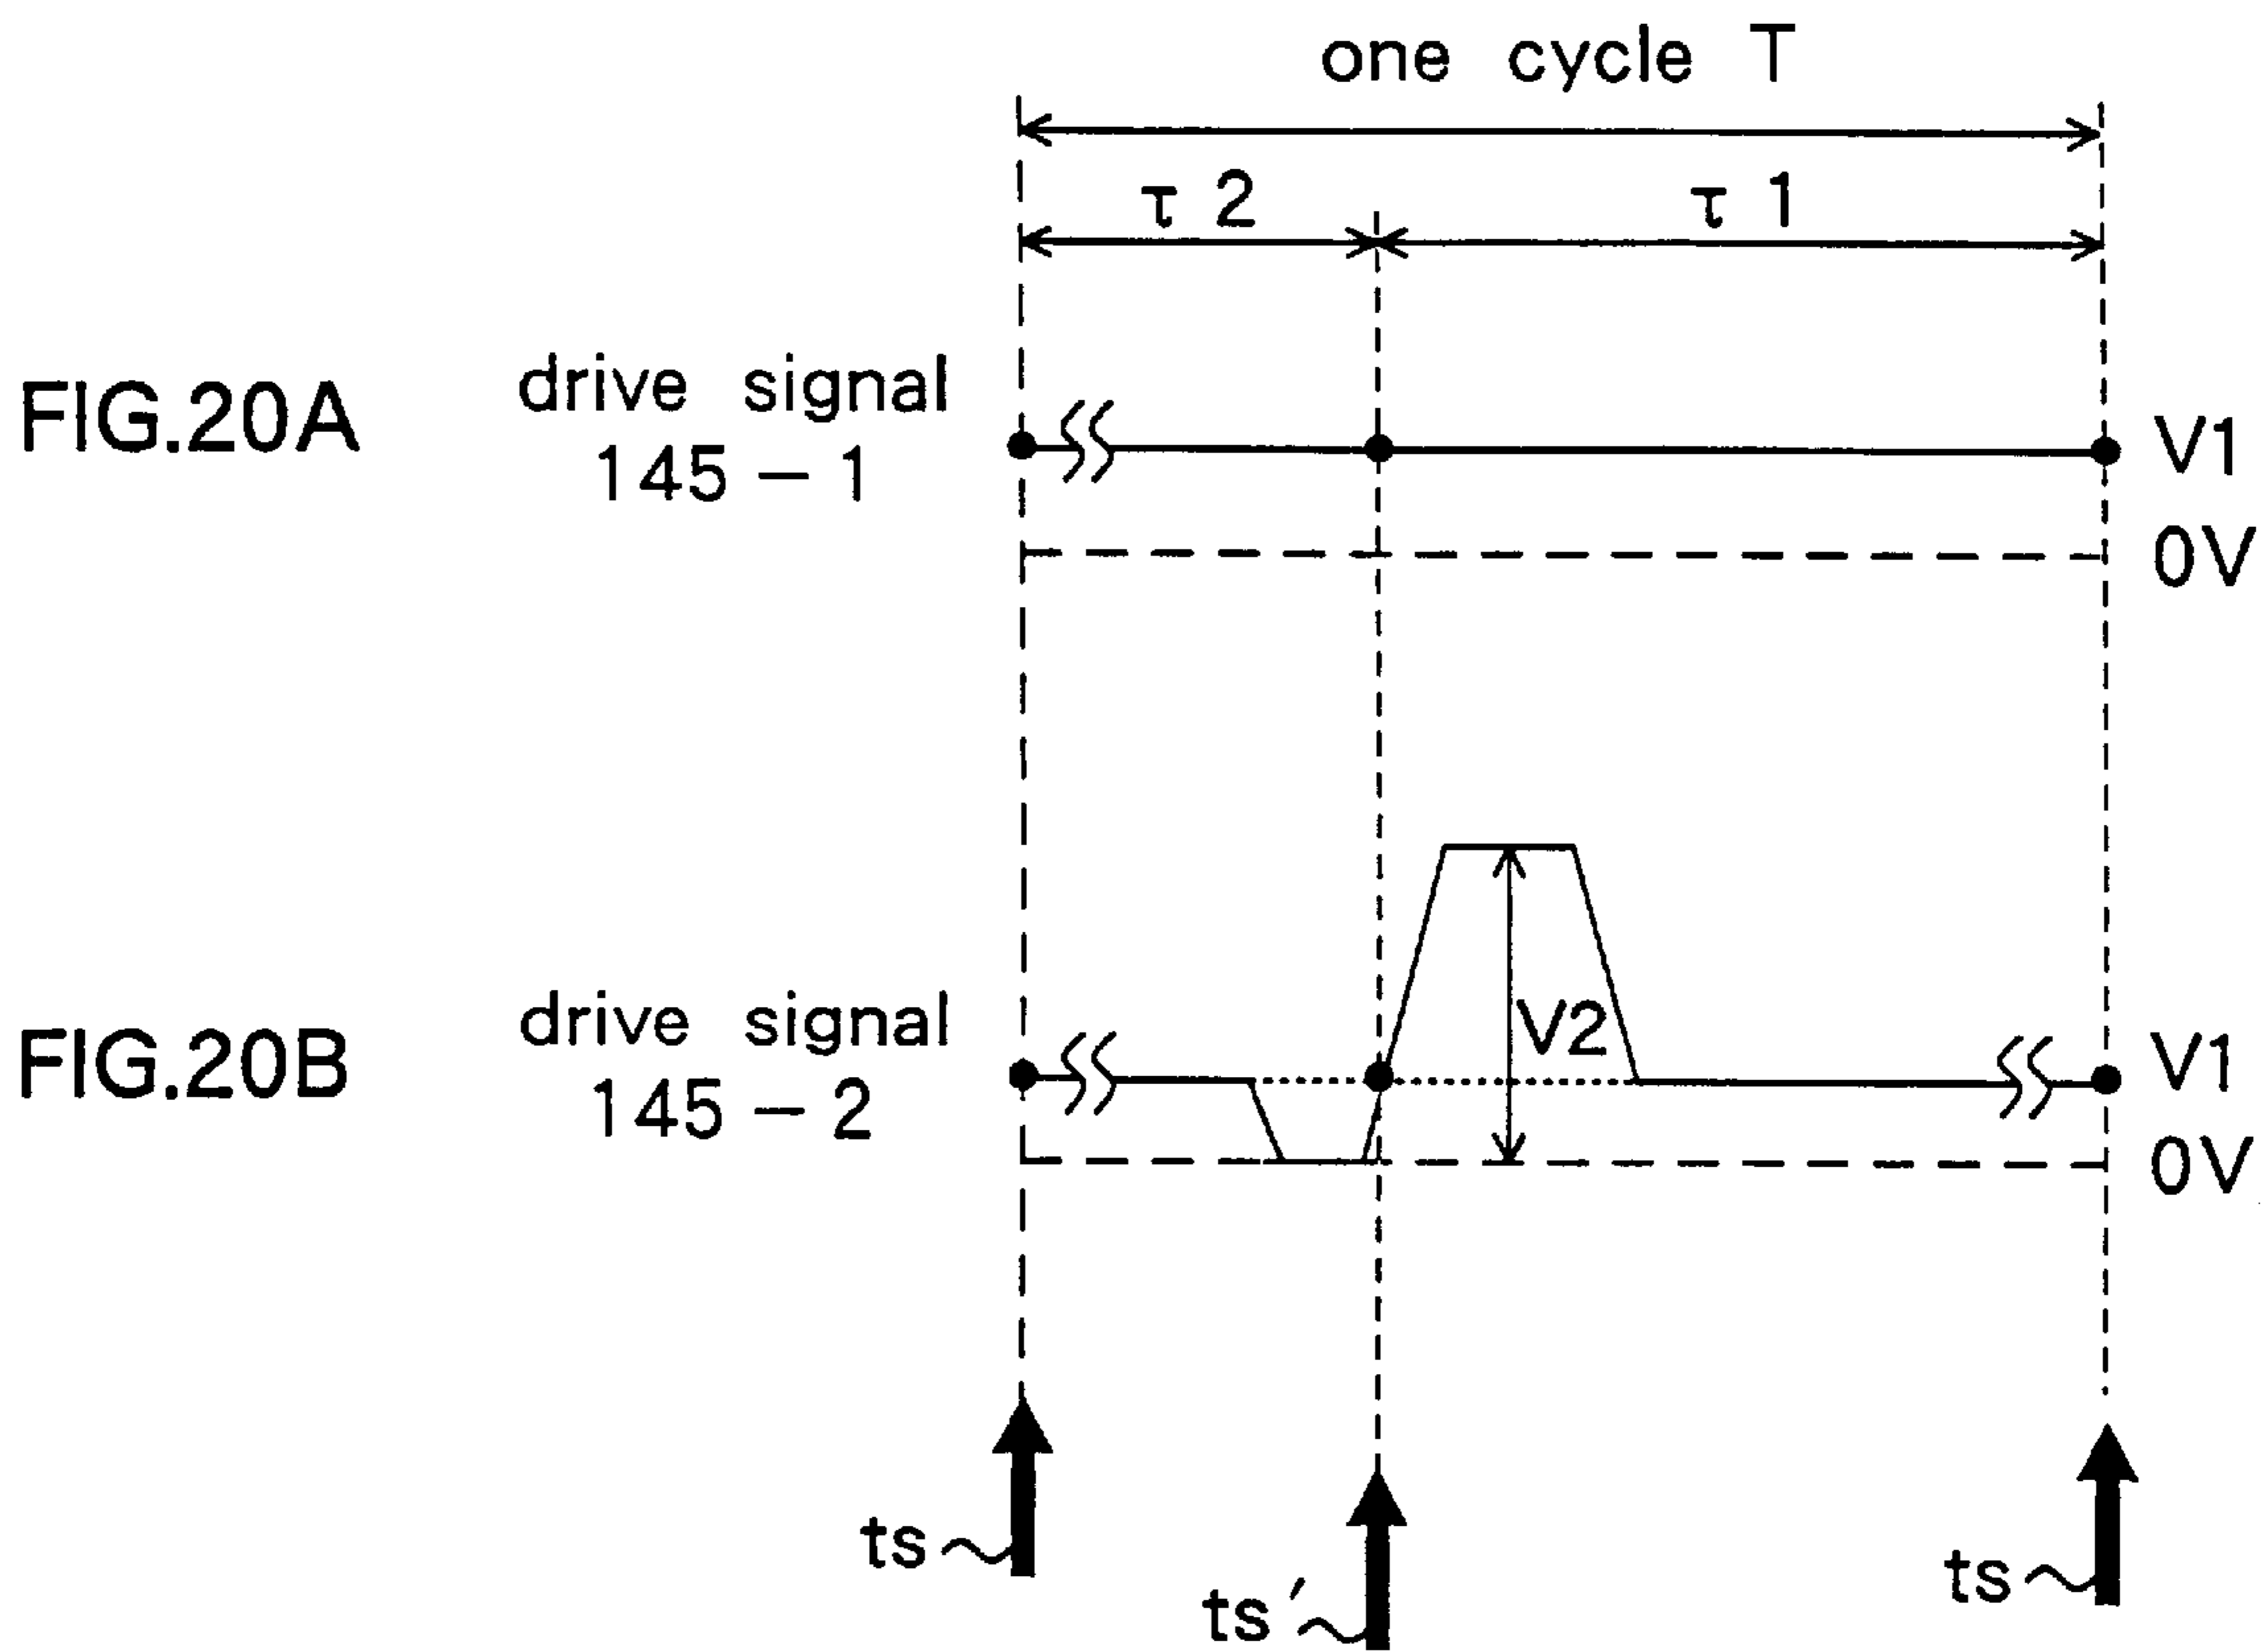 one cycle T
τ 2
τ 1
FIG.20A
drive signal
145-1
V1
0V
FIG.20B
drive signal
145-2
V2
V1
0V
ts
ts′
ts